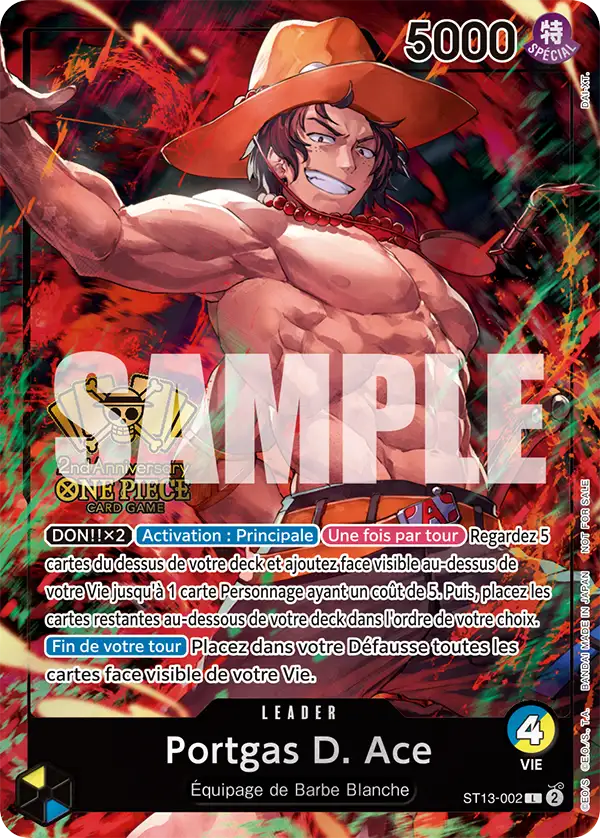 5000
特
SPÉCIAL
DAI-XT.
SAMPLE
2nd Anniversary
ONE PIECE
CARD GAME
DON!!×2 Activation : Principale Une fois par tour Regardez 5
cartes du dessus de votre deck et ajoutez face visible au-dessus de
votre Vie jusqu'à 1 carte Personnage ayant un coût de 5. Puis, placez les
cartes restantes au-dessous de votre deck dans l'ordre de votre choix.
Fin de votre tour Placez dans votre Défausse toutes les
cartes face visible de votre Vie.
LEADER
Portgas D. Ace
Équipage de Barbe Blanche
4
VIE
ST13-002 L 2
©EO/S ©E.O./S., T.A. BANDAI MADE IN JAPAN NOT FOR SALE